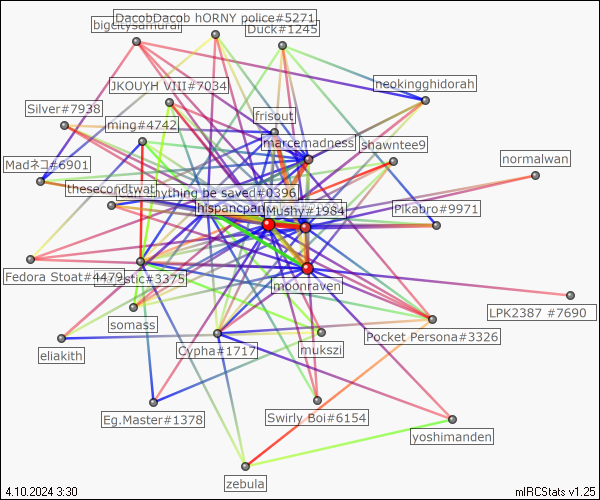 DacobDacob hORNY police#5271
bigcitysamurai
Duck#1245
neokingghidorah
JKOUYH VIII#7034
Silver#7938
frisout
ming#4742
marcemadness
shawntee9
normalwan
Madネコ#6901
thesecondtwat
can anything be saved#0396
hispancpan
Mushy#1984
Pikabro#9971
Fedora Stoat#4479
stic#3375
moonraven
LPK2387 #7690
somass
Pocket Persona#3326
eliakith
Cypha#1717
mukszi
Eg.Master#1378
Swirly Boi#6154
yoshimanden
zebula
4.10.2024 3:30
mIRCStats v1.25